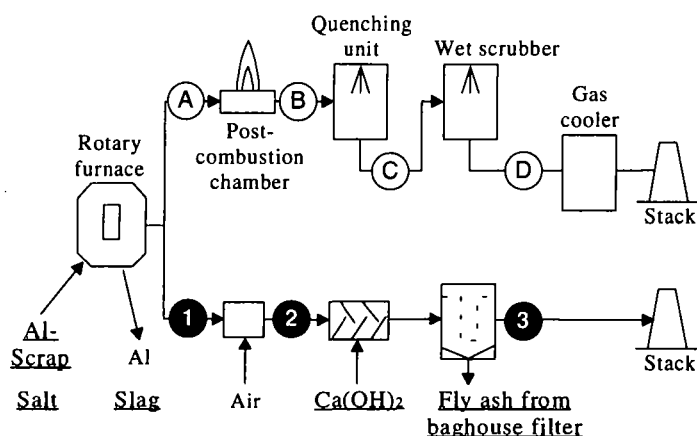 Quenching
unit
Wet scrubber
Gas
cooler
A
B
Post-
combustion
chamber
C
D
Stack
Rotary
furnace
1
2
3
Al-
Scrap
Salt
Al
Slag
Air
Ca(OH)2
Fly ash from
baghouse filter
Stack